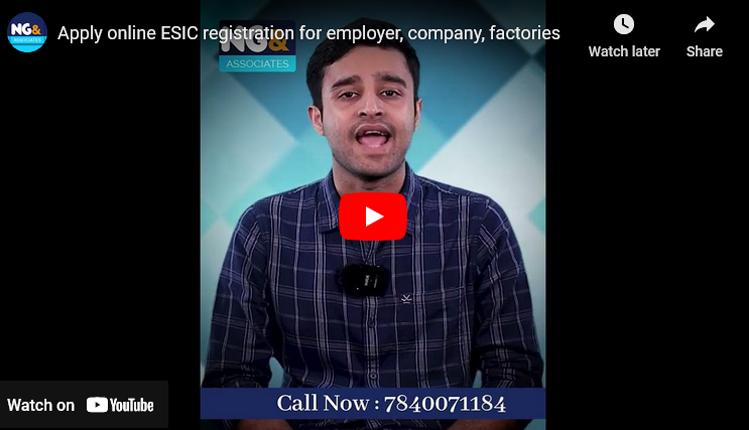 NG&
ASSOCIATES
Apply online ESIC registration for employer, company, factories
Watch later
Share
NG&
ASSOCIATES
Call Now : 7840071184
Watch on YouTube